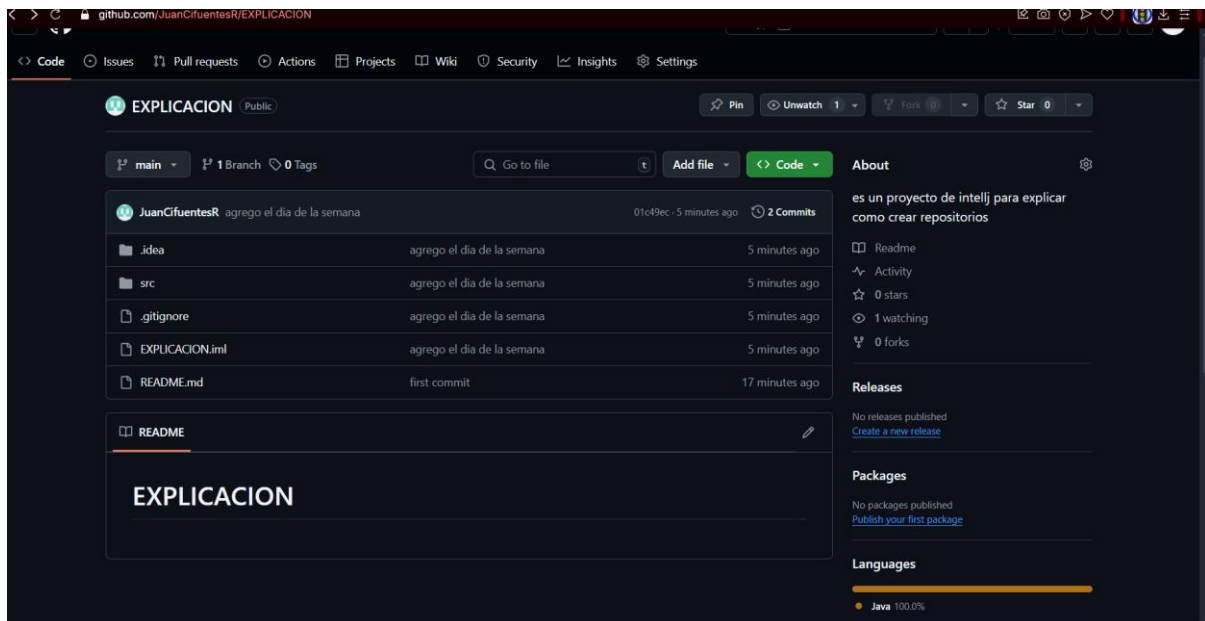 github.com/JuanCifuentesR/EXPLICACION
Code Issues Pull requests Actions Projects Wiki Security Insights Settings
EXPLICACION Public Pin Unwatch 1 Fork 0 Star 0
main 1 Branch 0 Tags Go to file t Add file Code
JuanCifuentesR agrego el dia de la semana 01c49ec · 5 minutes ago 2 Commits
.idea agrego el dia de la semana 5 minutes ago
src agrego el dia de la semana 5 minutes ago
.gitignore agrego el dia de la semana 5 minutes ago
EXPLICACION.iml agrego el dia de la semana 5 minutes ago
README.md first commit 17 minutes ago
README
EXPLICACION
About
es un proyecto de intellj para explicar
como crear repositorios
Readme
Activity
0 stars
1 watching
0 forks
Releases
No releases published
Create a new release
Packages
No packages published
Publish your first package
Languages
Java 100.0%